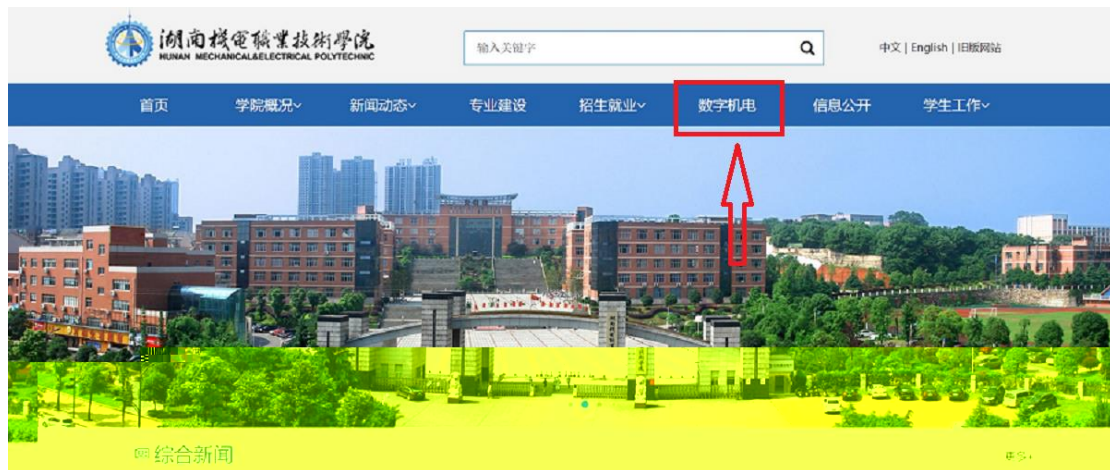 湖南機電職業技術學院
HUNAN MECHANICAL&ELECTRICAL POLYTECHNIC
输入关键字
中文 | English | 旧版网站
首页 学院概况 新闻动态 专业建设 招生就业 数字机电 信息公开 学生工作
综合新闻
更多